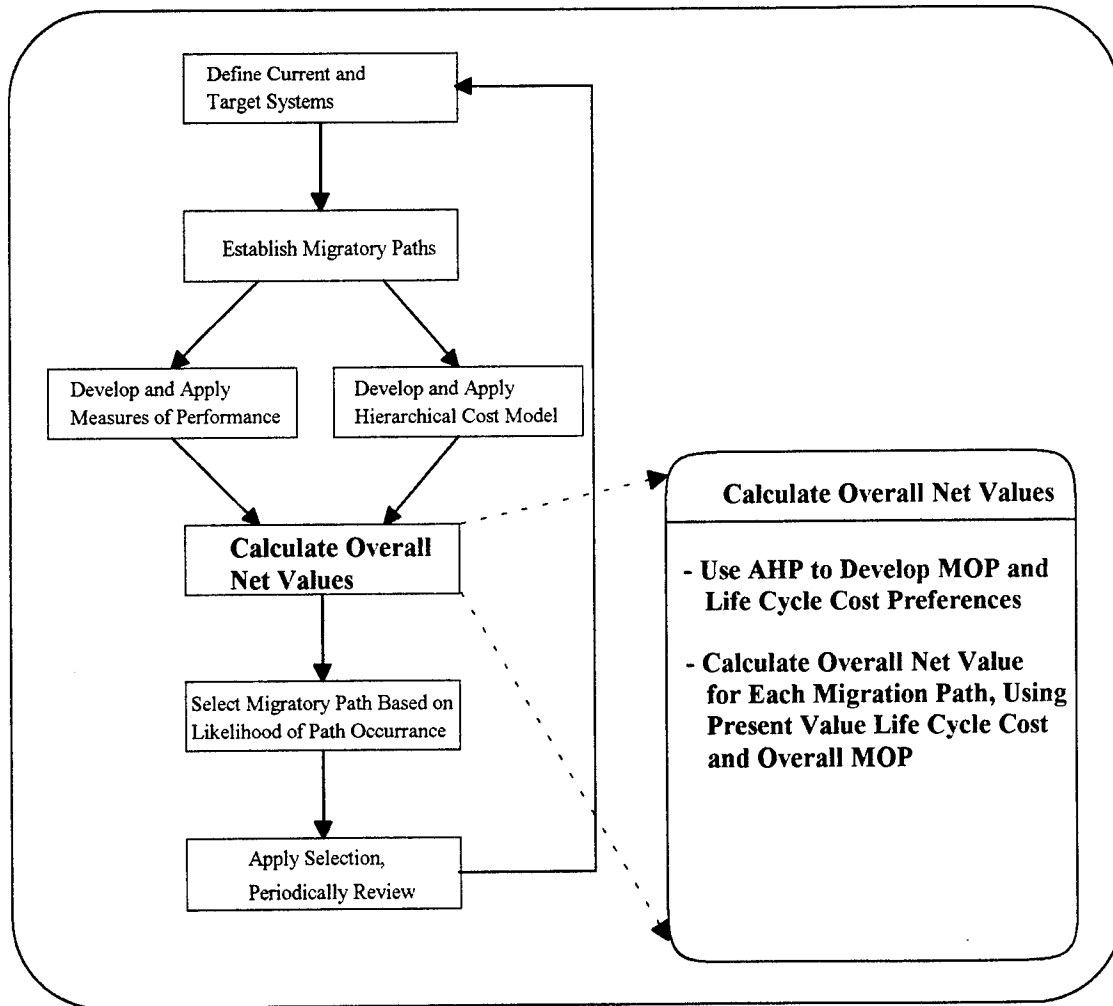 Define Current and
Target Systems
Establish Migratory Paths
Develop and Apply
Measures of Performance
Develop and Apply
Hierarchical Cost Model
Calculate Overall
Net Values
Select Migratory Path Based on
Likelihood of Path Occurrance
Apply Selection,
Periodically Review
Calculate Overall Net Values
- Use AHP to Develop MOP and
Life Cycle Cost Preferences
- Calculate Overall Net Value
for Each Migration Path, Using
Present Value Life Cycle Cost
and Overall MOP